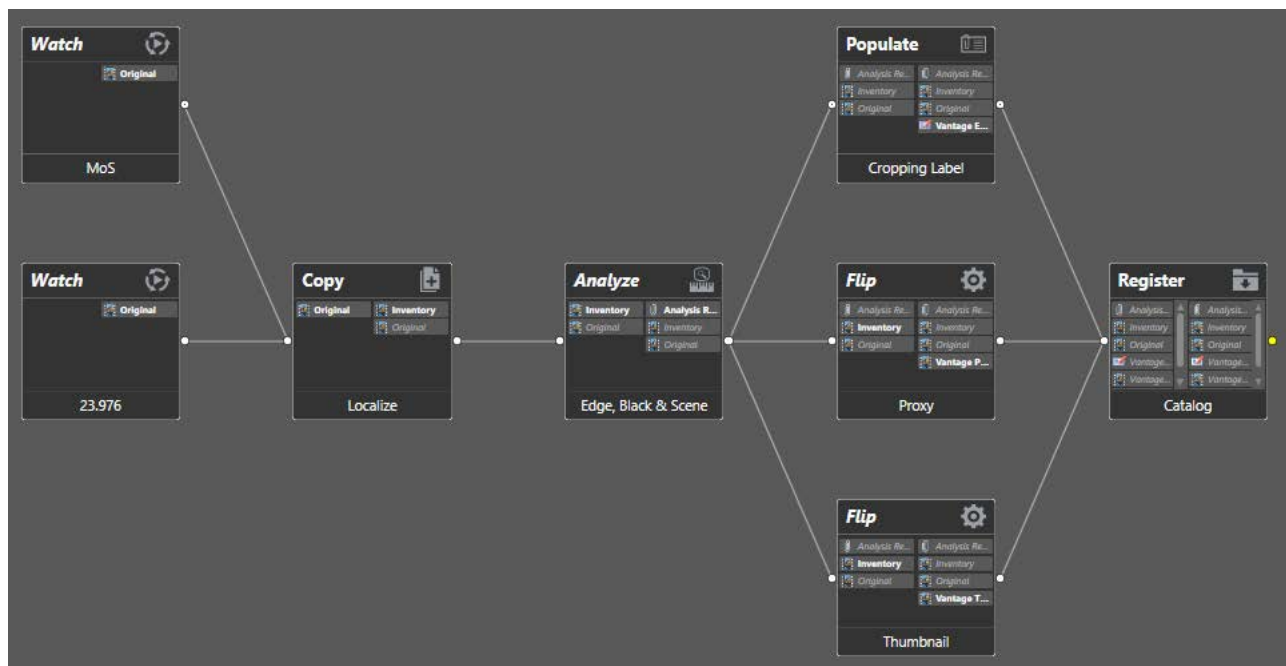 Watch
Original
MoS
Watch
Original
23.976
Copy
Original Inventory
Original
Localize
Analyze
Inventory Analysis R...
Original Inventory
Original
Edge, Black & Scene
Populate
Analysis Re... Analysis Re...
Inventory Inventory
Original Original
Vantage E...
Cropping Label
Flip
Analysis Re... Analysis Re...
Inventory Inventory
Original Original
Vantage P...
Proxy
Flip
Analysis Re... Analysis Re...
Inventory Inventory
Original Original
Vantage T...
Thumbnail
Register
Analysis... Analysis...
Inventory Inventory
Original Original
Vantage... Vantage...
Vantage... Vantage...
Catalog